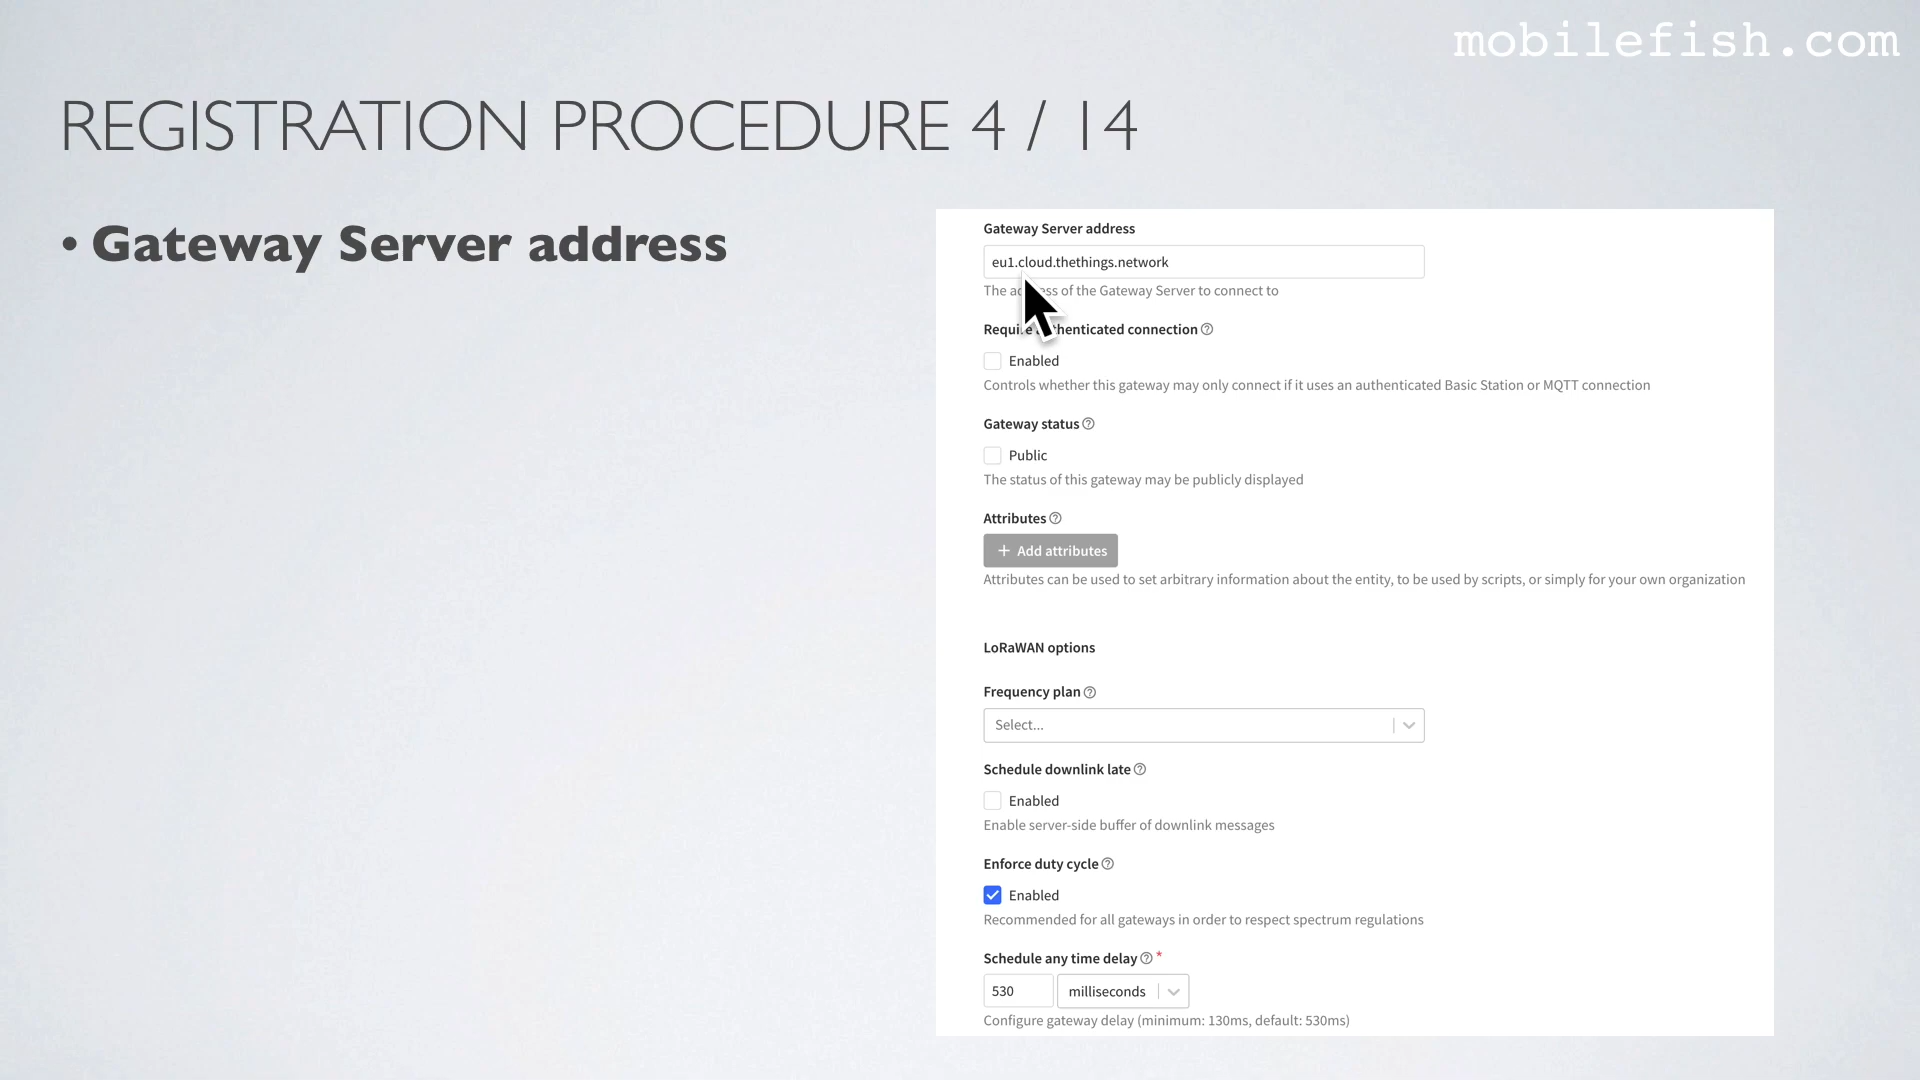 mobilefish.com
REGISTRATION PROCEDURE 4 / 14
• Gateway Server address
Gateway Server address
eu1.cloud.thethings.network
The of the Gateway Server to connect to
connection
Enabled
Controls whether this gateway may only connect if it uses an authenticated Basic Station or MQTT connection
Gateway status
Public
The status of this gateway may be publicly displayed
Attributes
+ Add attributes
Attributes can be used to set arbitrary information about the entity, to be used by scripts, or simply for your own organization
LoRaWAN options
Frequency plan
Select...
Schedule downlink late
Enabled
Enable server-side buffer of downlink messages
Enforce duty cycle
Enabled
Recommended for all gateways in order to respect spectrum regulations
Schedule any time delay *
530 milliseconds
Configure gateway delay (minimum: 130ms, default: 530ms)